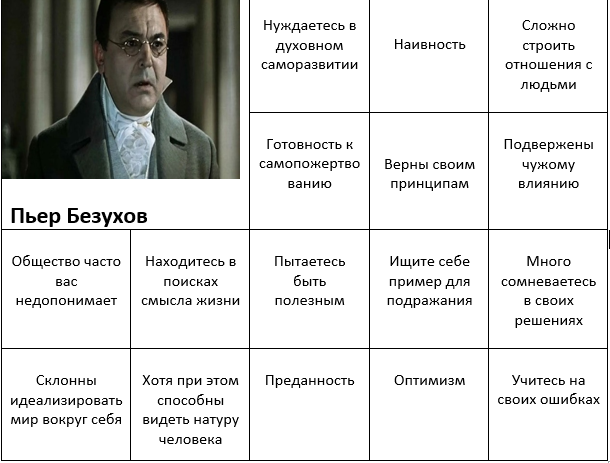 Нуждаетесь в
духовном
саморазвитии
Наивность
Сложно
строить
отношения с
людьми
Готовность к
самопожертво
ванию
Верны своим
принципам
Подвержены
чужому
влиянию
Пьер Безухов
Общество часто
вас
недопонимает
Находитесь в
поисках
смысла жизни
Пытаетесь
быть
полезным
Ищите себе
пример для
подражания
Много
сомневаетесь
в своих
решениях
Склонны
идеализировать
мир вокруг себя
Хотя при этом
способны
видеть натуру
человека
Преданность
Оптимизм
Учитесь на
своих ошибках